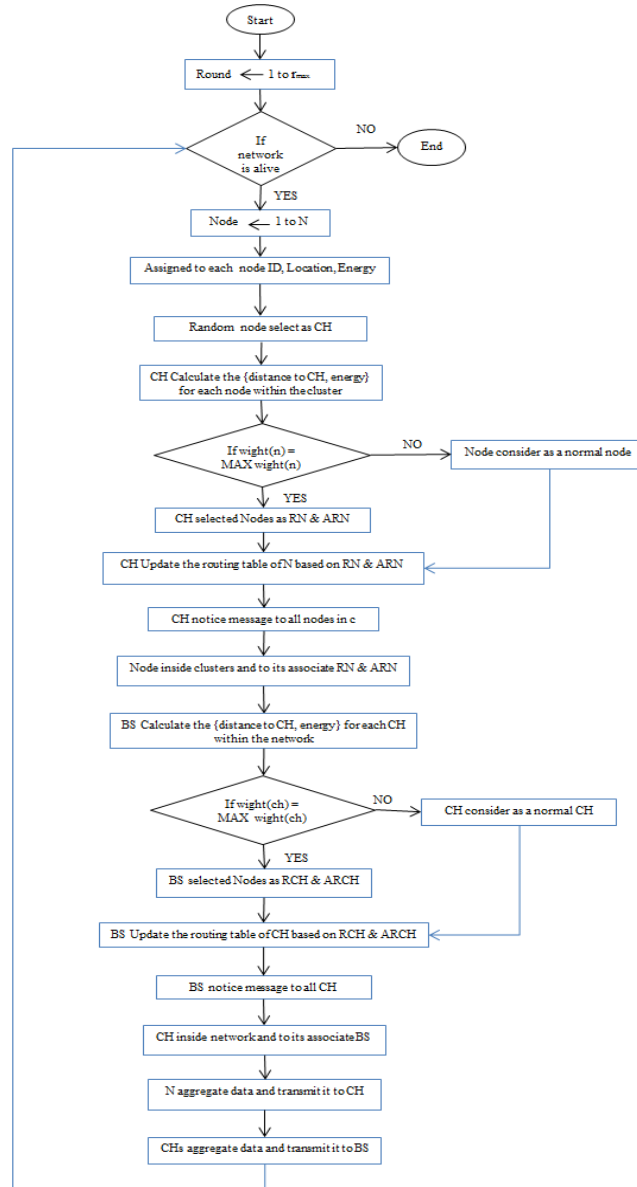 Start
Round ← 1 to rmax
If
network
is alive
NO
End
YES
Node ← 1 to N
Assigned to each node ID, Location, Energy
Random node select as CH
CH Calculate the {distance to CH, energy}
for each node within the cluster
If wight(n) =
MAX wight(n)
NO
Node consider as a normal node
YES
CH selected Nodes as RN & ARN
CH Update the routing table of N based on RN & ARN
CH notice message to all nodes in c
Node inside clusters and to its associate RN & ARN
BS Calculate the {distance to CH, energy} for each CH
within the network
If wight(ch) =
MAX wight(ch)
NO
CH consider as a normal CH
YES
BS selected Nodes as RCH & ARCH
BS Update the routing table of CH based on RCH & ARCH
BS notice message to all CH
CH inside network and to its associate BS
N aggregate data and transmit it to CH
CHs aggregate data and transmit it to BS